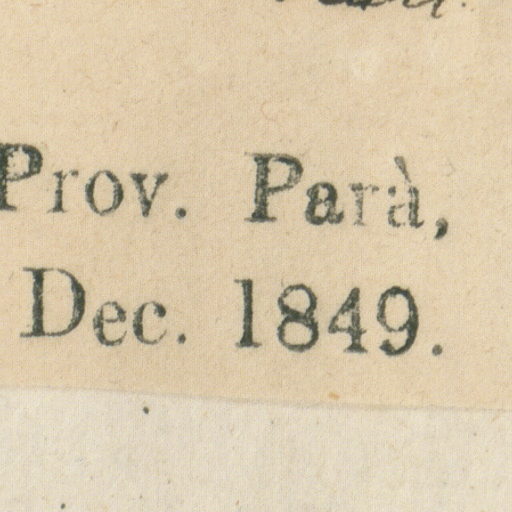 Prov. Parà,
Dec. 1849.